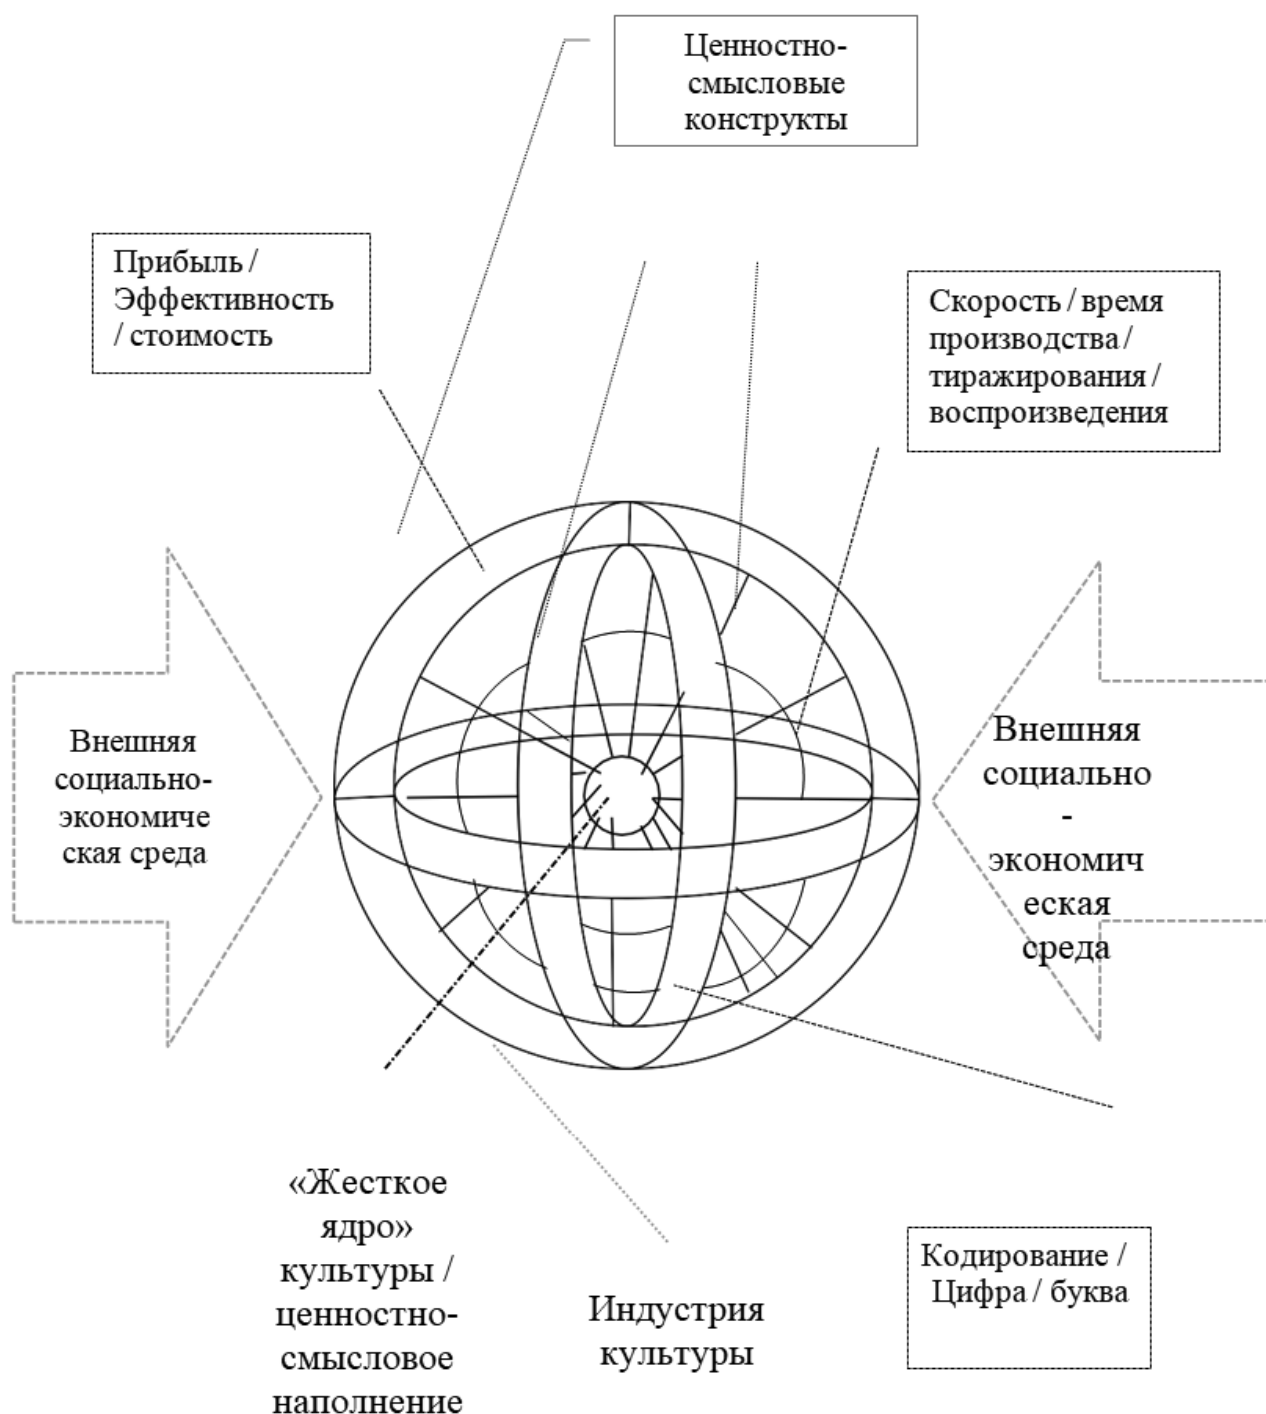 Ценностно-
смысловые
конструкты
Прибыль /
Эффективность
/ стоимость
Скорость / время
производства /
тиражирования /
воспроизведения
Внешняя
социально-
экономиче
ская среда
Внешняя
социально
-
экономич
еская
среда
«Жесткое
ядро»
культуры /
ценностно-
смысловое
наполнение
Индустрия
культуры
Кодирование /
Цифра / буква